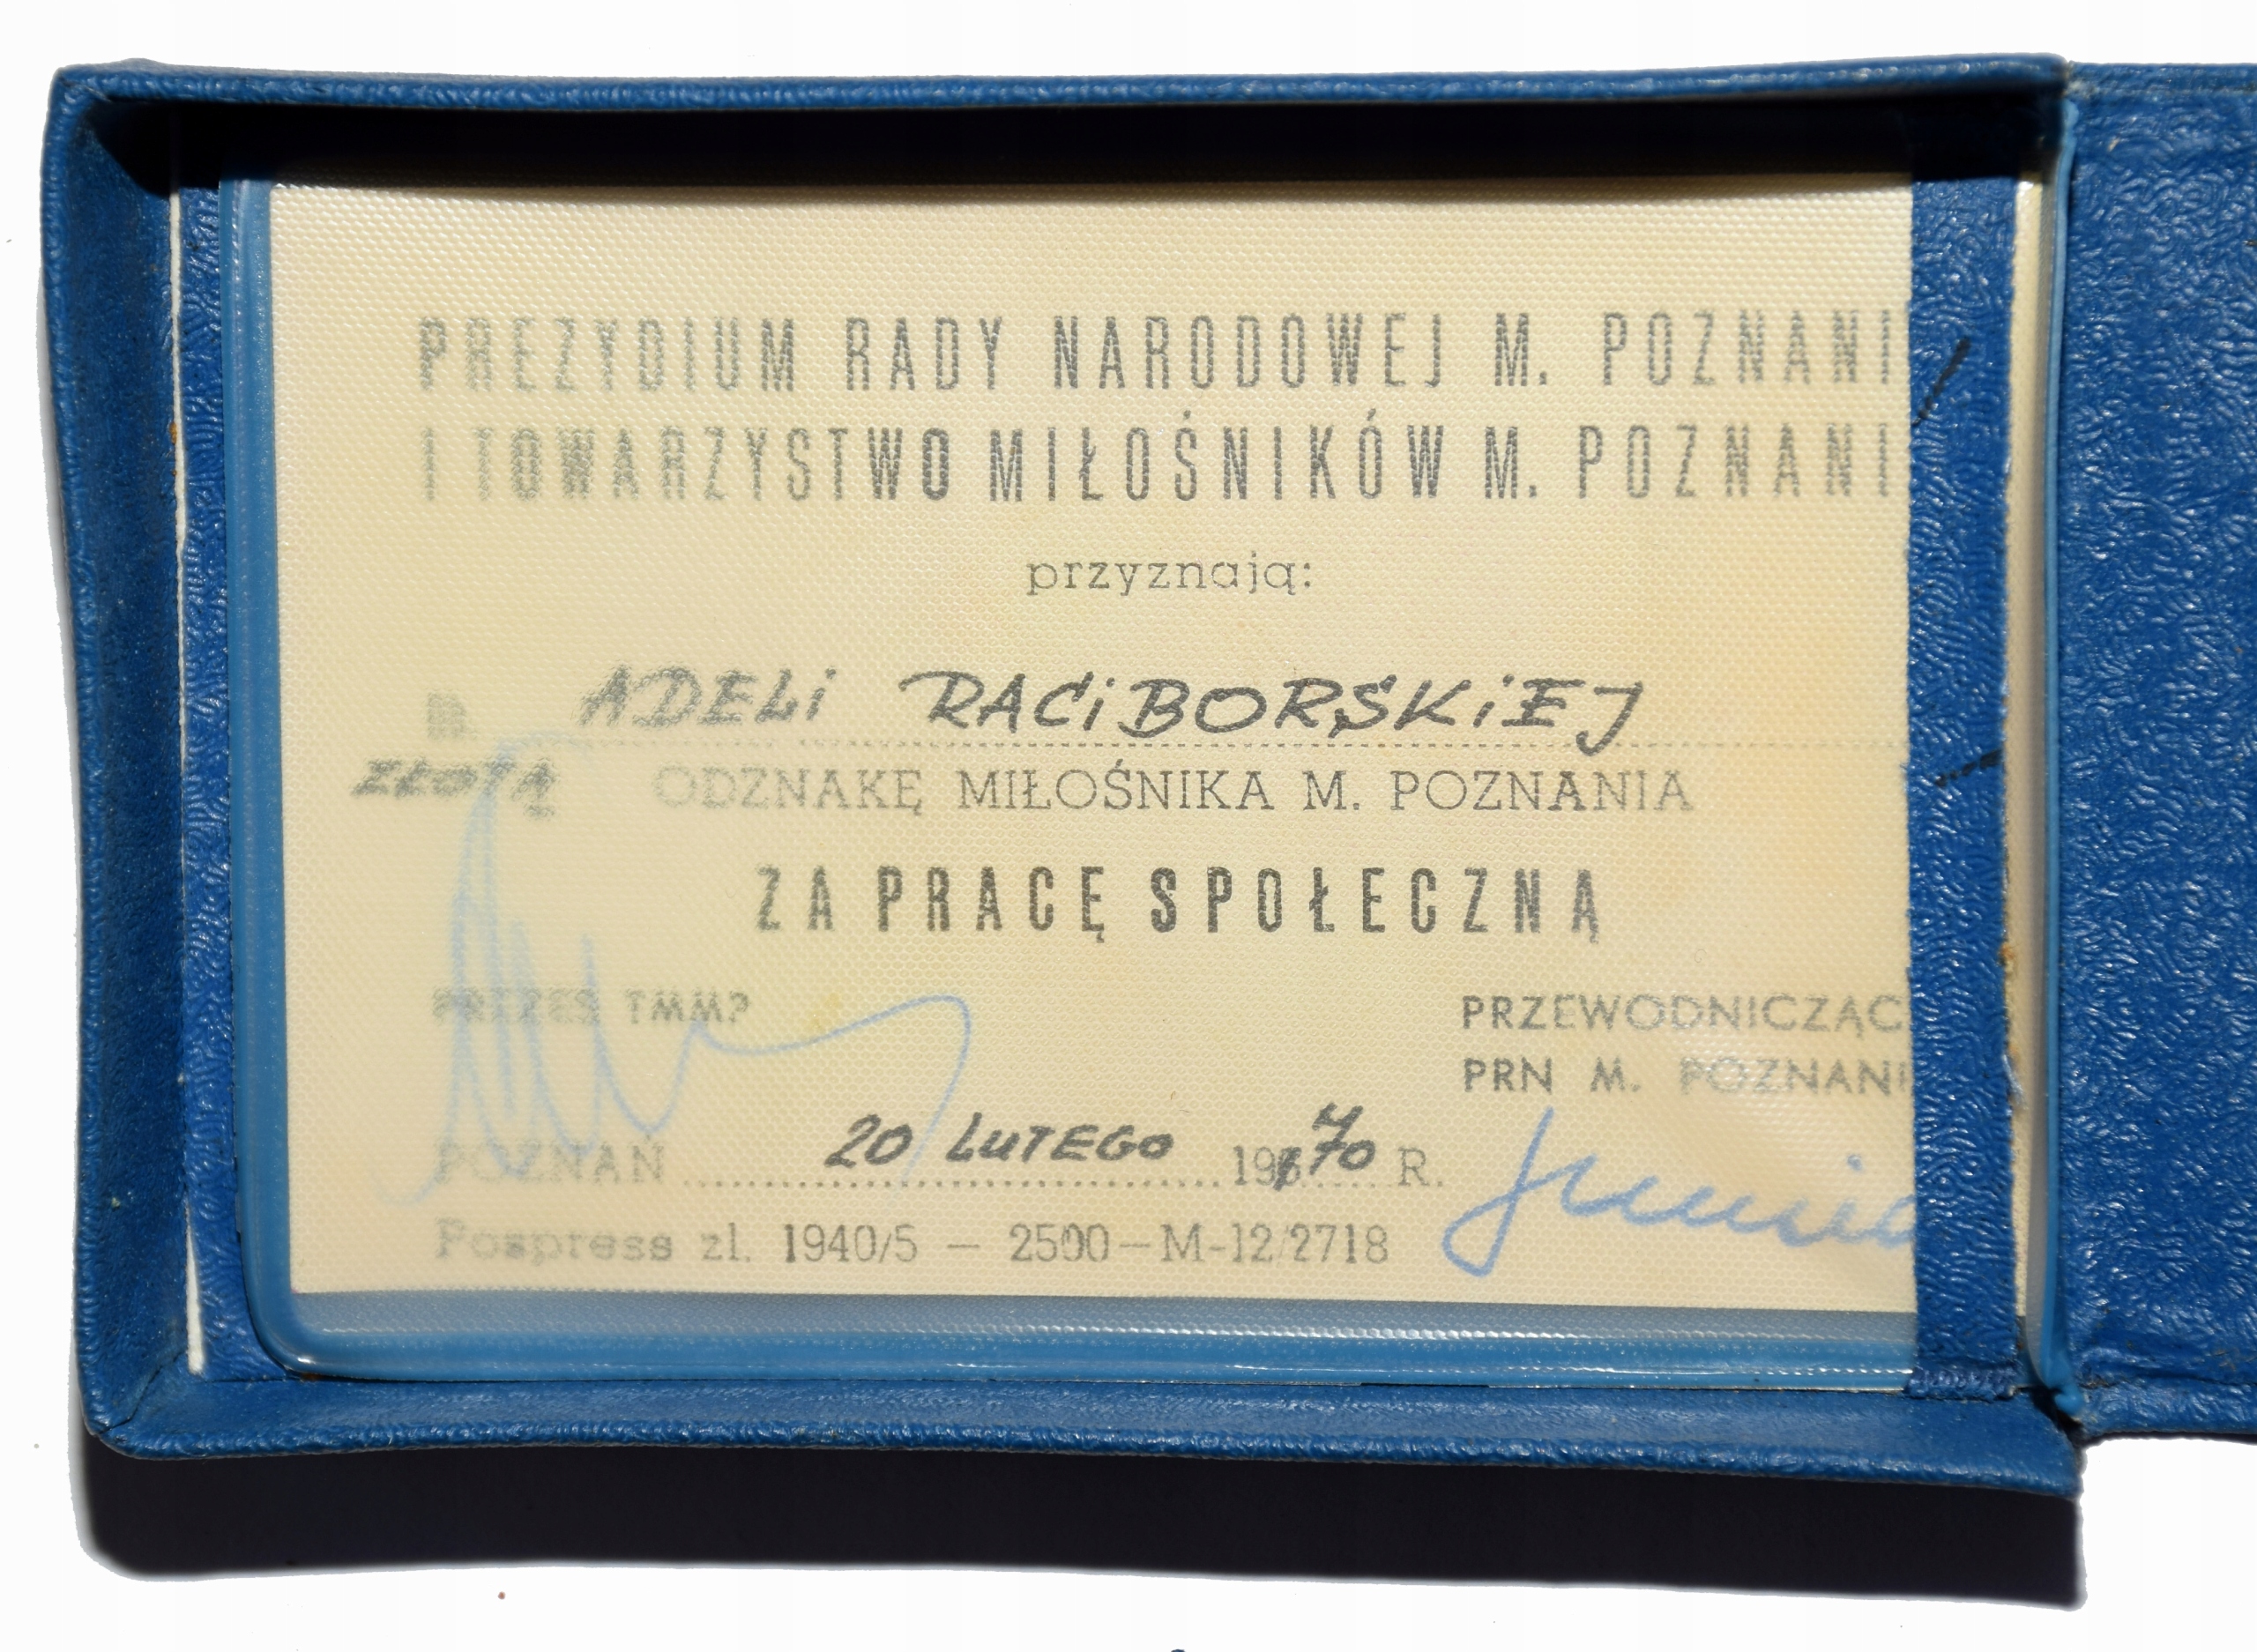 PREZYDIUM RADY NARODOWEJ M. POZNANI
I TOWARZYSTWO MIŁOŚNIKÓW M. POZNANI
przyznają:
ADELI RACIBORSKIEJ
ZŁOTĄ ODZNAKĘ MIŁOŚNIKA M. POZNANIA
ZA PRACĘ SPOŁECZNĄ
PREZES TMMP
PRZEWODNICZĄC
PRN M. POZNANI
POZNAŃ 20 LUTEGO 1970 R.
Pospress zl. 1940/5 — 2500—M-12/2718